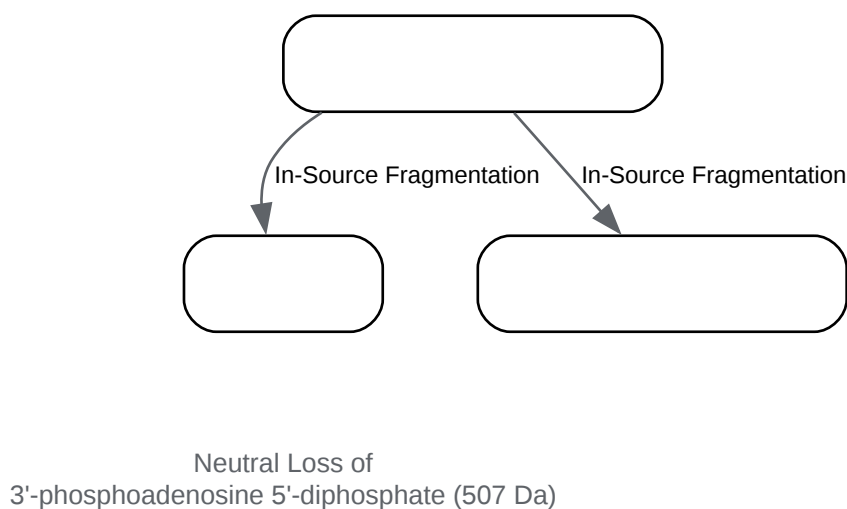 In-Source Fragmentation
In-Source Fragmentation
Neutral Loss of
3'-phosphoadenosine 5'-diphosphate (507 Da)